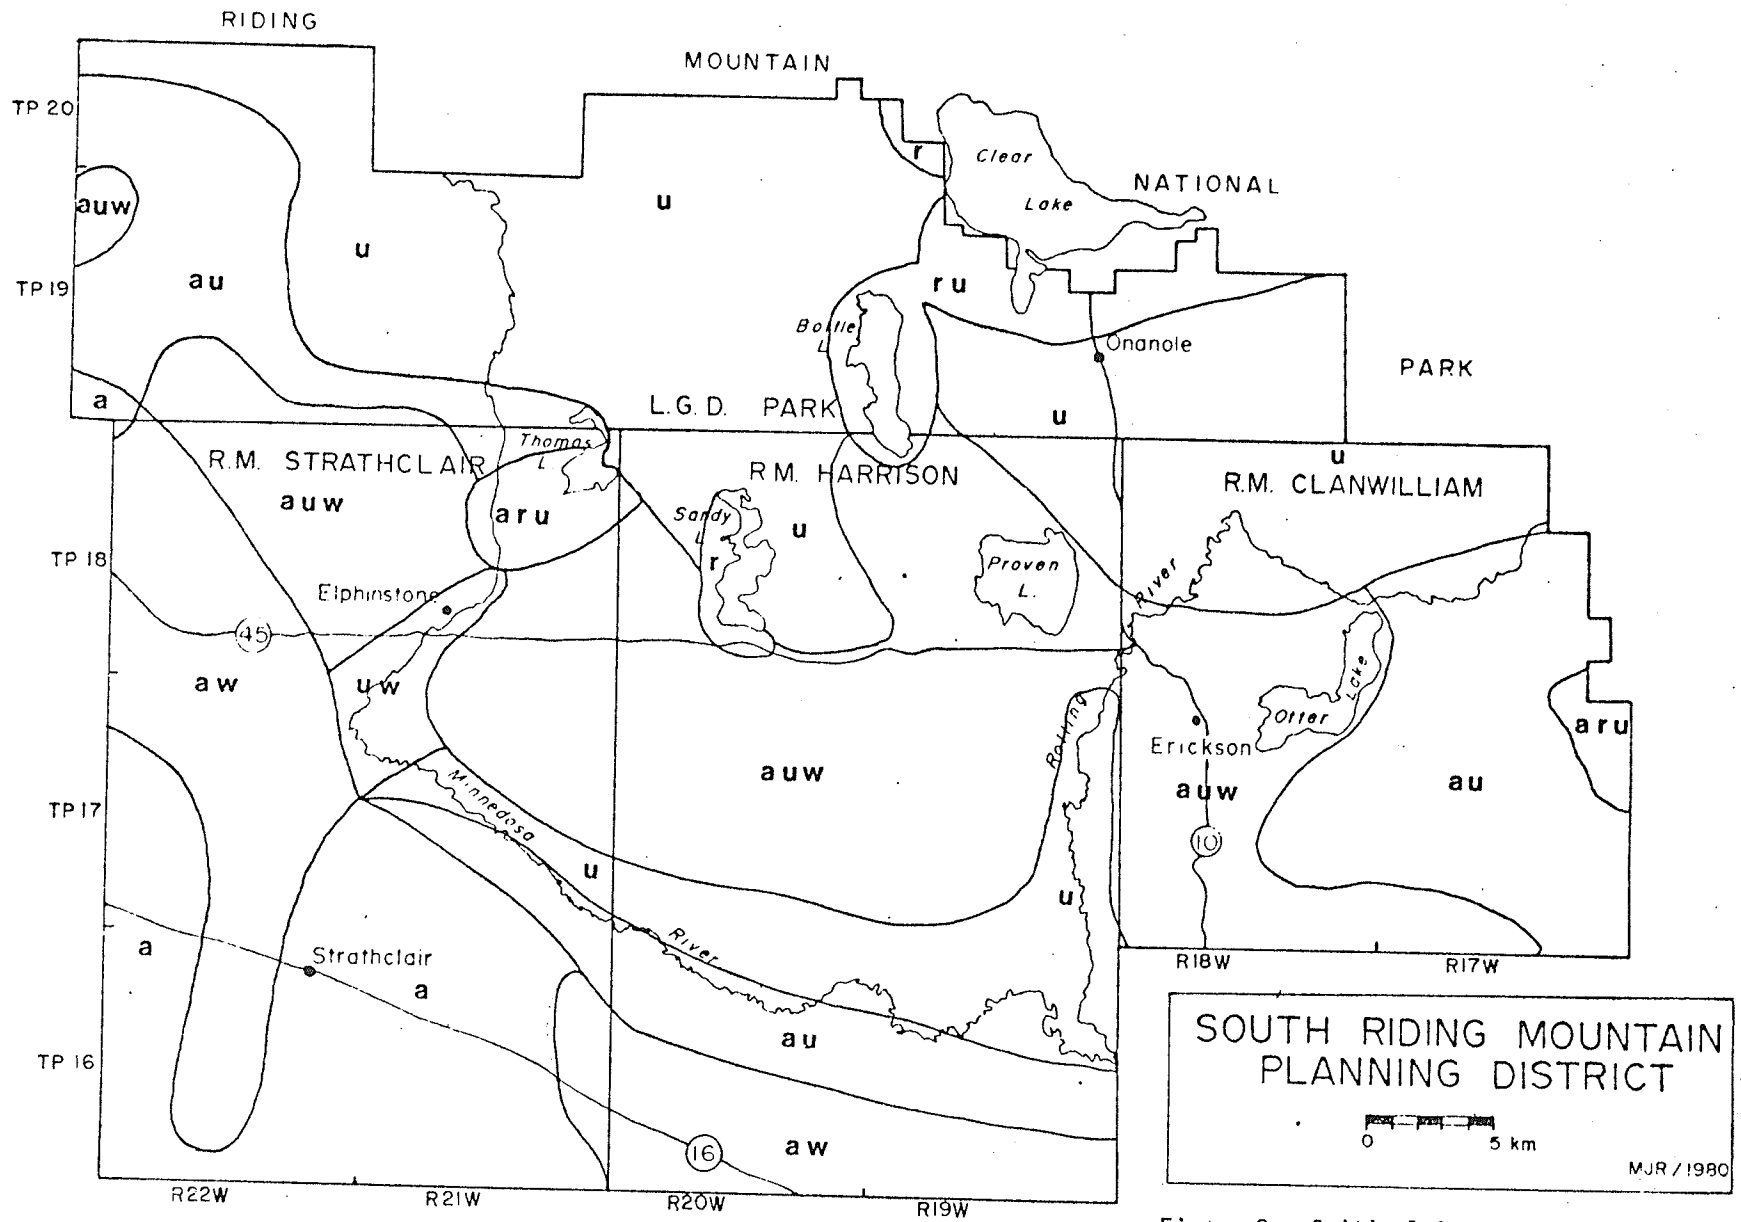 RIDING
MOUNTAIN
TP 20
r
Clear
Lake
NATIONAL
auw
u
u
au
TP 19
ru
Bottle
L.
Onanole
PARK
a
L.G.D. PARK
u
Thomas
L.
R.M. STRATHCLAIR
R.M. HARRISON
u
R.M. CLANWILLIAM
auw
aru
Sandy
L.
u
r
TP 18
Proven
L.
River
Elphinstone
45
aw
uw
Lake
Otter
aru
Rolling
Erickson
auw
auw
au
Minnedosa
TP 17
10
u
u
a
Strathclair
River
R18W
R17W
a
au
SOUTH RIDING MOUNTAIN
PLANNING DISTRICT
TP 16
0 5 km
aw
16
MJR/1980
R22W
R21W
R20W
R19W